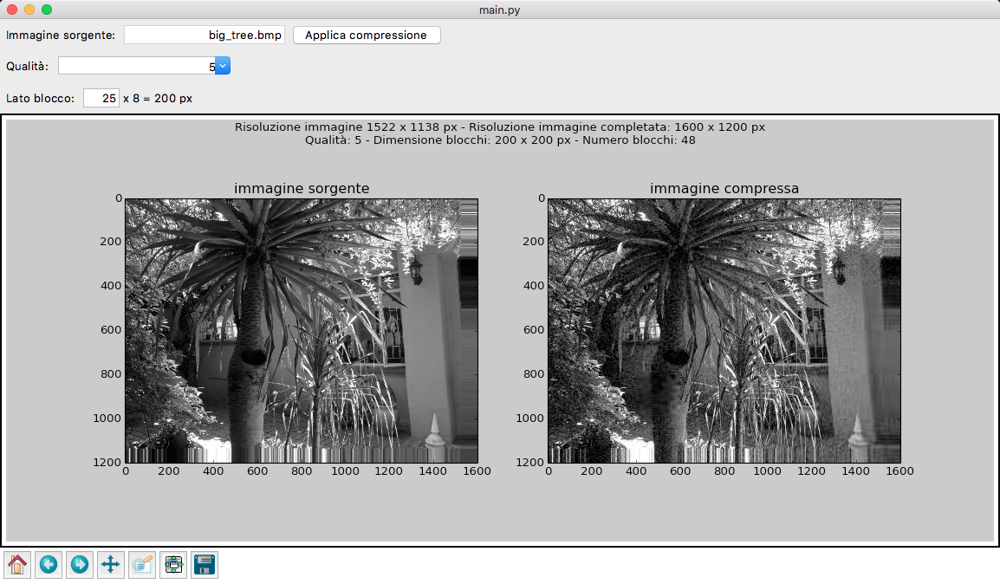 main.py
Immagine sorgente: big_tree.bmp Applica compressione
Qualità: 5
Lato blocco: 25 x 8 = 200 px
Risoluzione immagine 1522 x 1138 px - Risoluzione immagine completata: 1600 x 1200 px
Qualità: 5 - Dimensione blocchi: 200 x 200 px - Numero blocchi: 48
immagine sorgente immagine compressa
0 0
200 200
400 400
600 600
800 800
1000 1000
1200 1200
0 200 400 600 800 1000 1200 1400 1600 0 200 400 600 800 1000 1200 1400 1600